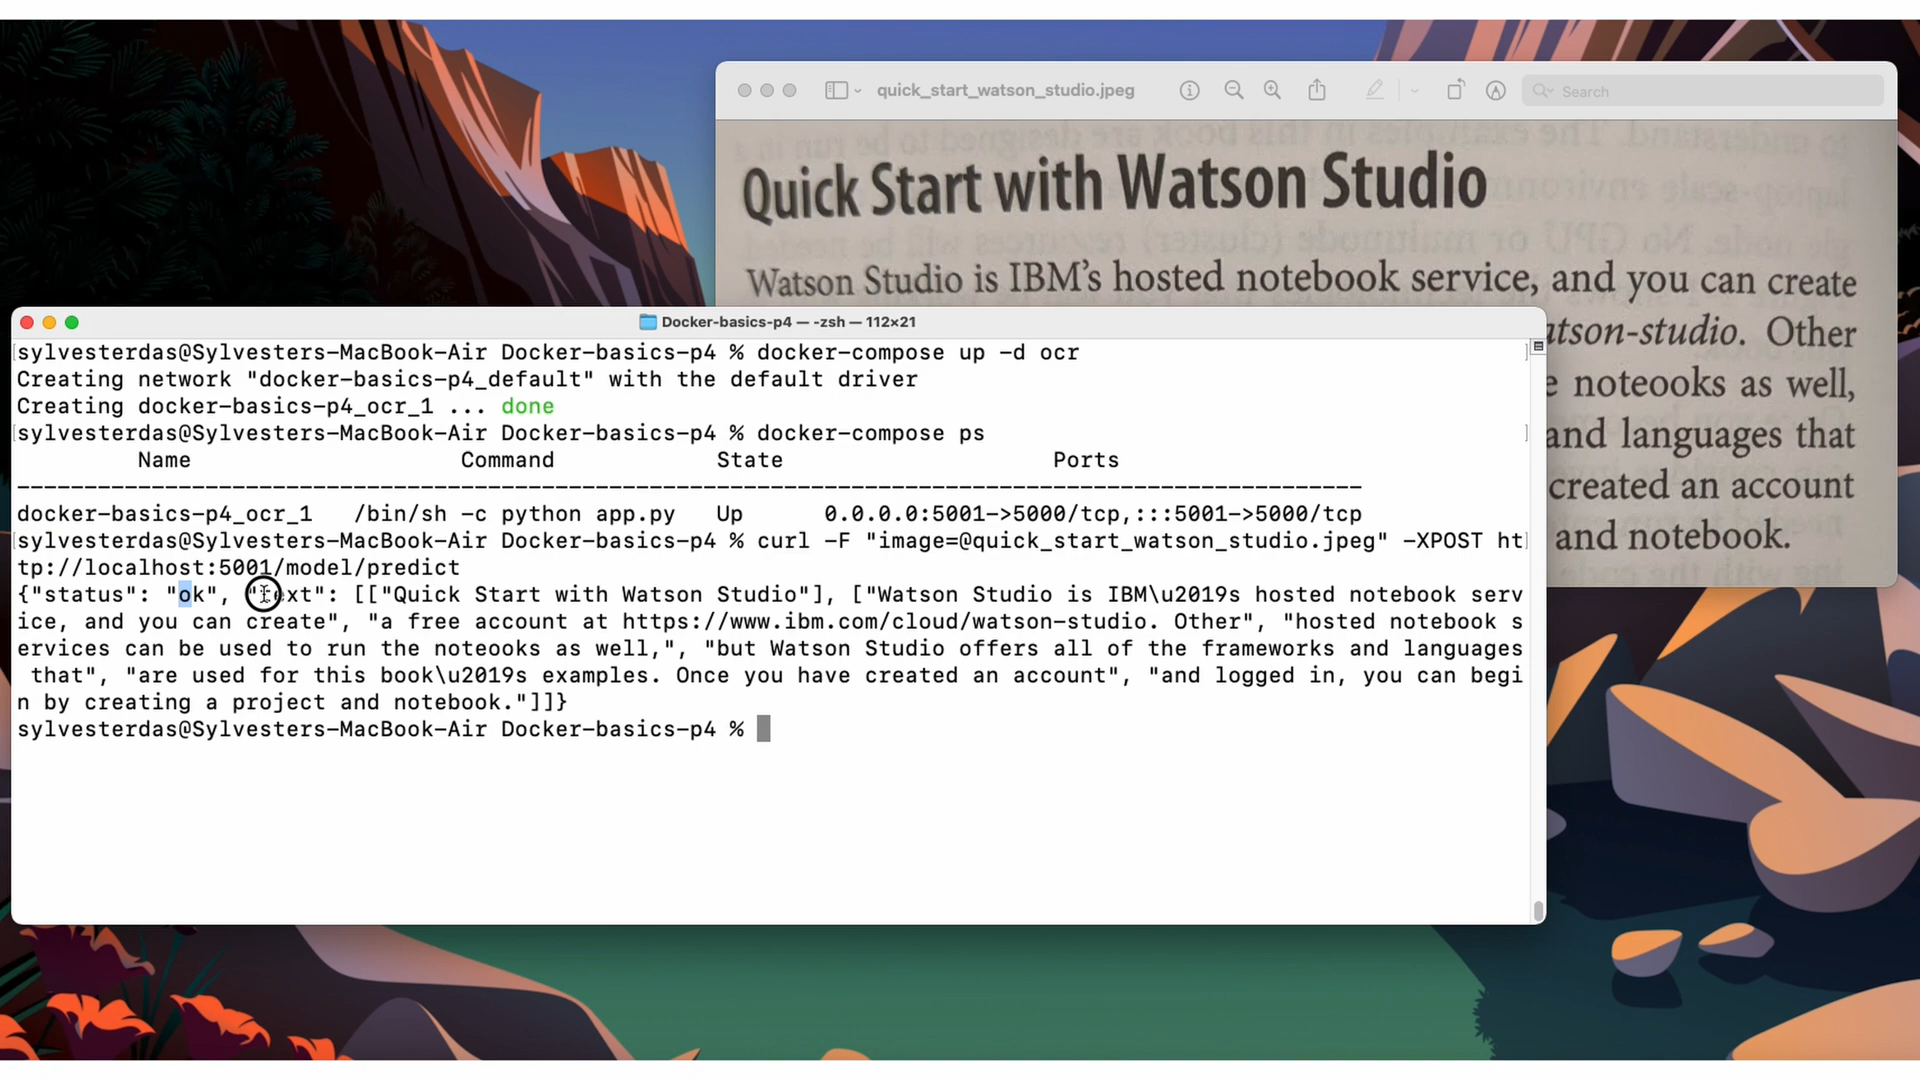 quick_start_watson_studio.jpeg
Search
Quick Start with Watson Studio
Watson Studio is IBM’s hosted notebook service, and you can create
atson-studio. Other
e noteooks as well,
and languages that
created an account
and notebook.
Docker-basics-p4 — -zsh — 112×21
sylvesterdas@Sylvesters-MacBook-Air Docker-basics-p4 % docker-compose up -d ocr
Creating network "docker-basics-p4_default" with the default driver
Creating docker-basics-p4_ocr_1 ... done
sylvesterdas@Sylvesters-MacBook-Air Docker-basics-p4 % docker-compose ps
Name Command State Ports
docker-basics-p4_ocr_1 /bin/sh -c python app.py Up 0.0.0.0:5001->5000/tcp,:::5001->5000/tcp
sylvesterdas@Sylvesters-MacBook-Air Docker-basics-p4 % curl -F "image=@quick_start_watson_studio.jpeg" -XPOST ht
tp://localhost:5001/model/predict
{"status": "ok", "text": [["Quick Start with Watson Studio"], ["Watson Studio is IBM\u2019s hosted notebook serv
ice, and you can create", "a free account at https://www.ibm.com/cloud/watson-studio. Other", "hosted notebook s
ervices can be used to run the noteooks as well,", "but Watson Studio offers all of the frameworks and languages
that", "are used for this book\u2019s examples. Once you have created an account", "and logged in, you can begi
n by creating a project and notebook."]]}
sylvesterdas@Sylvesters-MacBook-Air Docker-basics-p4 %